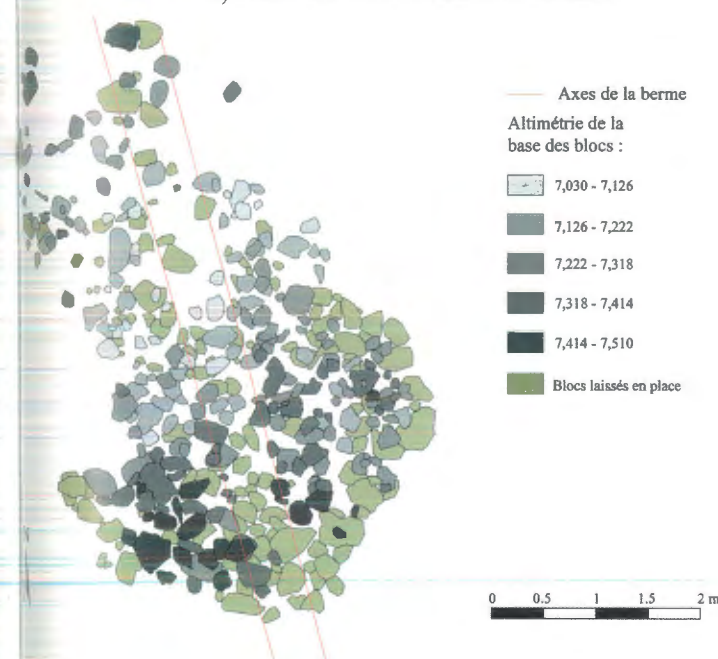 Axes de la berme
Altimétrie de la
base des blocs :
7,030 - 7,126
7,126 - 7,222
7,222 - 7,318
7,318 - 7,414
7,414 - 7,510
Blocs laissés en place
0 0.5 1 1.5 2 m